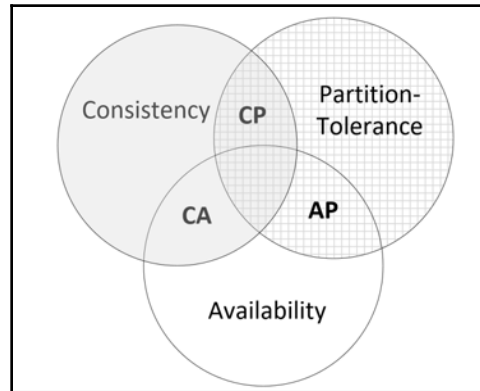 Consistency
CP
Partition-
Tolerance
CA
AP
Availability